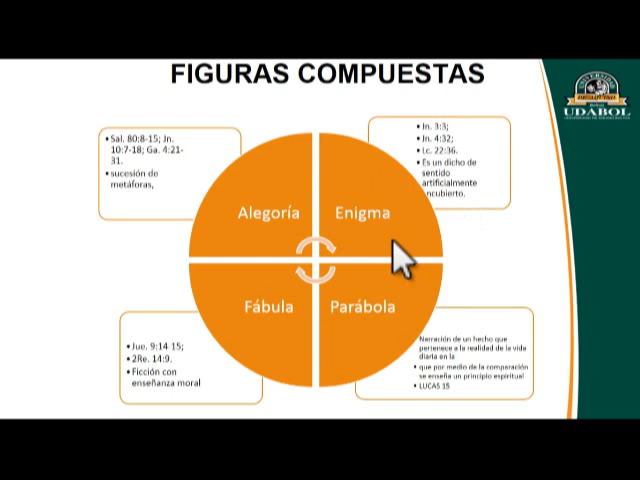 FIGURAS COMPUESTAS
UNIVERSIDAD
UDABOL
• Sal. 80:8-15; Jn.
10:7-18; Ga. 4:21-
31.
• sucesión de
metáforas,
• Jn. 3:3;
• Jn. 4:32;
• Lc. 22:36.
• Es un dicho de
sentido
artificialmente
encubierto.
Alegoría
Enigma
Fábula
Parábola
• Jue. 9:14-15;
• 2Re. 14:9.
• Ficción con
enseñanza moral
Narración de un hecho que
pertenece a la realidad de la vida
diaria en la
• que por medio de la comparación
se enseña un principio espiritual
• LUCAS 15